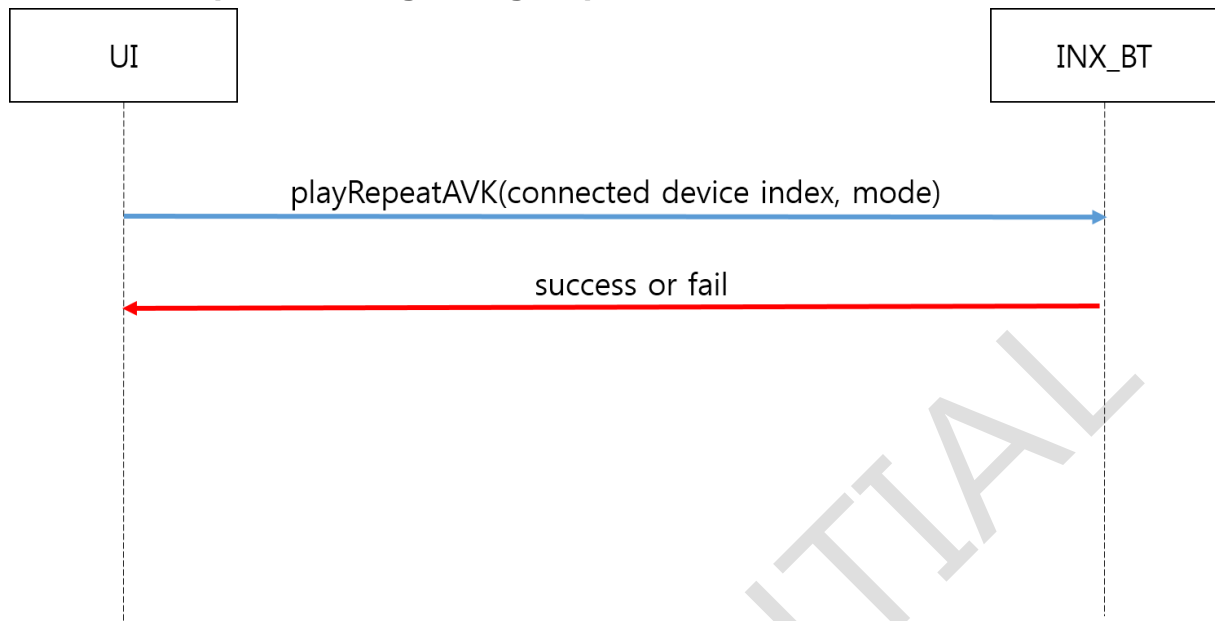 UI
INX_BT
playRepeatAVK(connected device index, mode)
success or fail